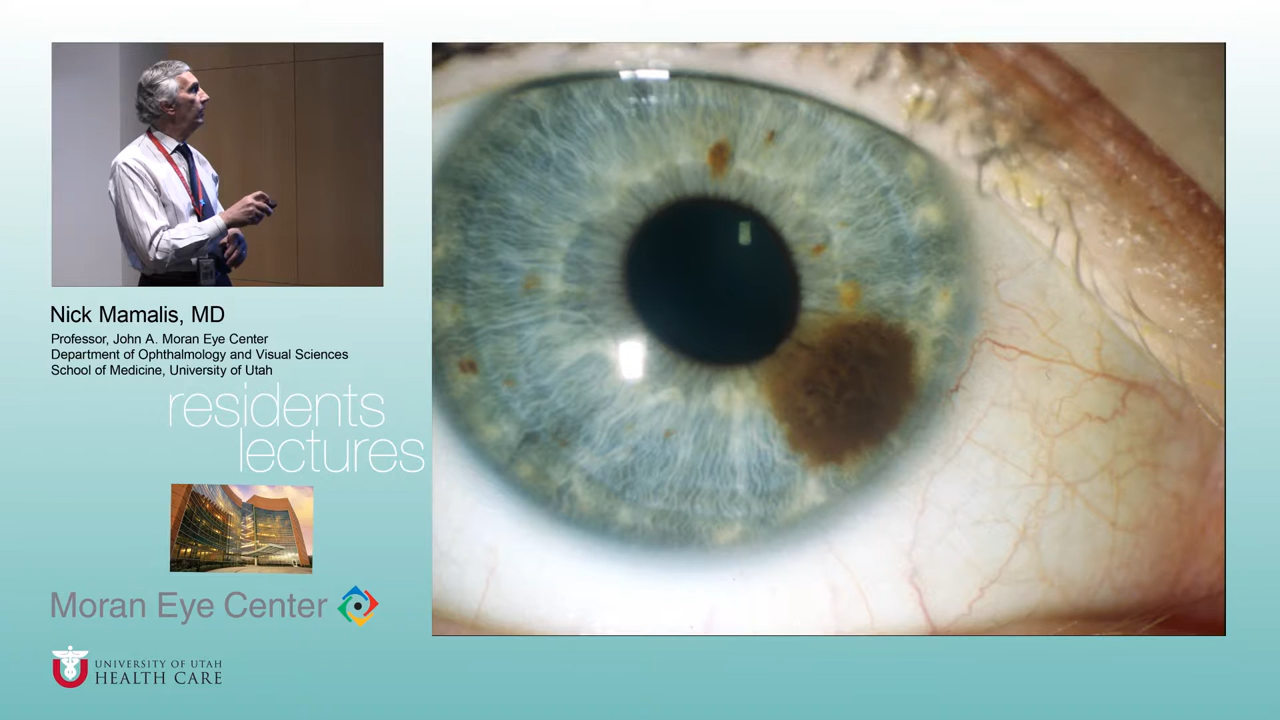 Nick Mamalis, MD
Professor, John A. Moran Eye Center
Department of Ophthalmology and Visual Sciences
School of Medicine, University of Utah
residents
lectures
Moran Eye Center
UNIVERSITY OF UTAH
HEALTH CARE